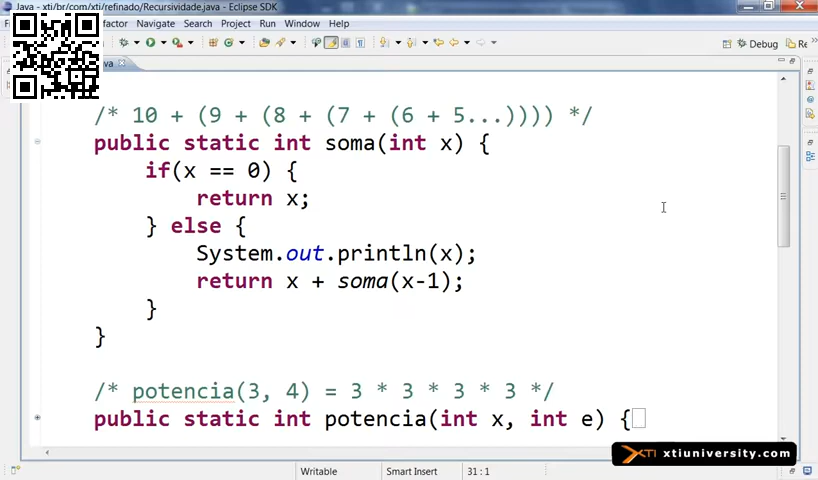 Java - xti/br/com/xti/refinado/Recursividade.java - Eclipse SDK
Navigate Search Project Run Window Help
Debug
/* 10 + (9 + (8 + (7 + (6 + 5...)))) */
public static int soma(int x) {
if(x == 0) {
return x;
} else {
System.out.println(x);
return x + soma(x-1);
}
}
/* potencia(3, 4) = 3 * 3 * 3 * 3 */
public static int potencia(int x, int e) {
XTI xtiuniversity.com
Writable Smart Insert 31 : 1